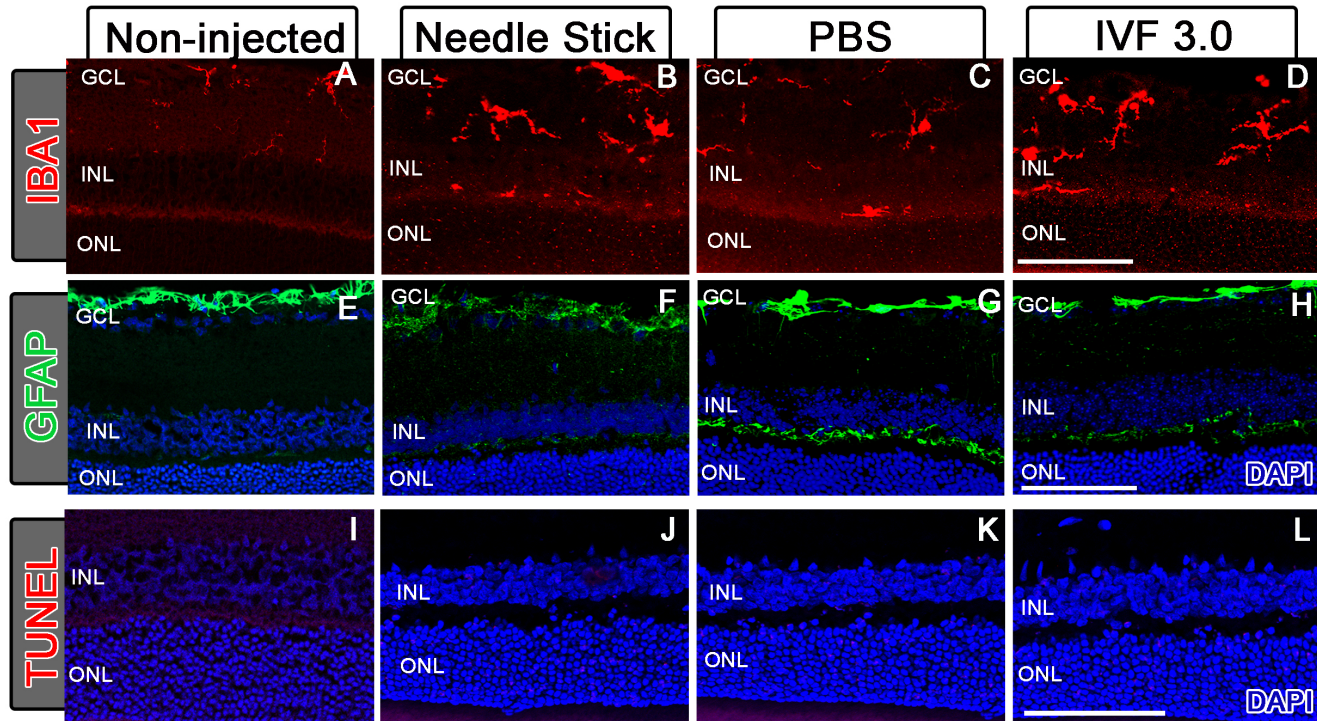 Non-injected
Needle Stick
PBS
IVF 3.0
IBA1
GCL
A
INL
ONL
GCL
B
INL
ONL
GCL
C
INL
ONL
GCL
D
INL
ONL
GFAP
GCL
E
INL
ONL
GCL
F
INL
ONL
GCL
G
INL
ONL
GCL
H
INL
ONL
DAPI
TUNEL
I
INL
ONL
J
INL
ONL
K
INL
ONL
L
INL
ONL
DAPI